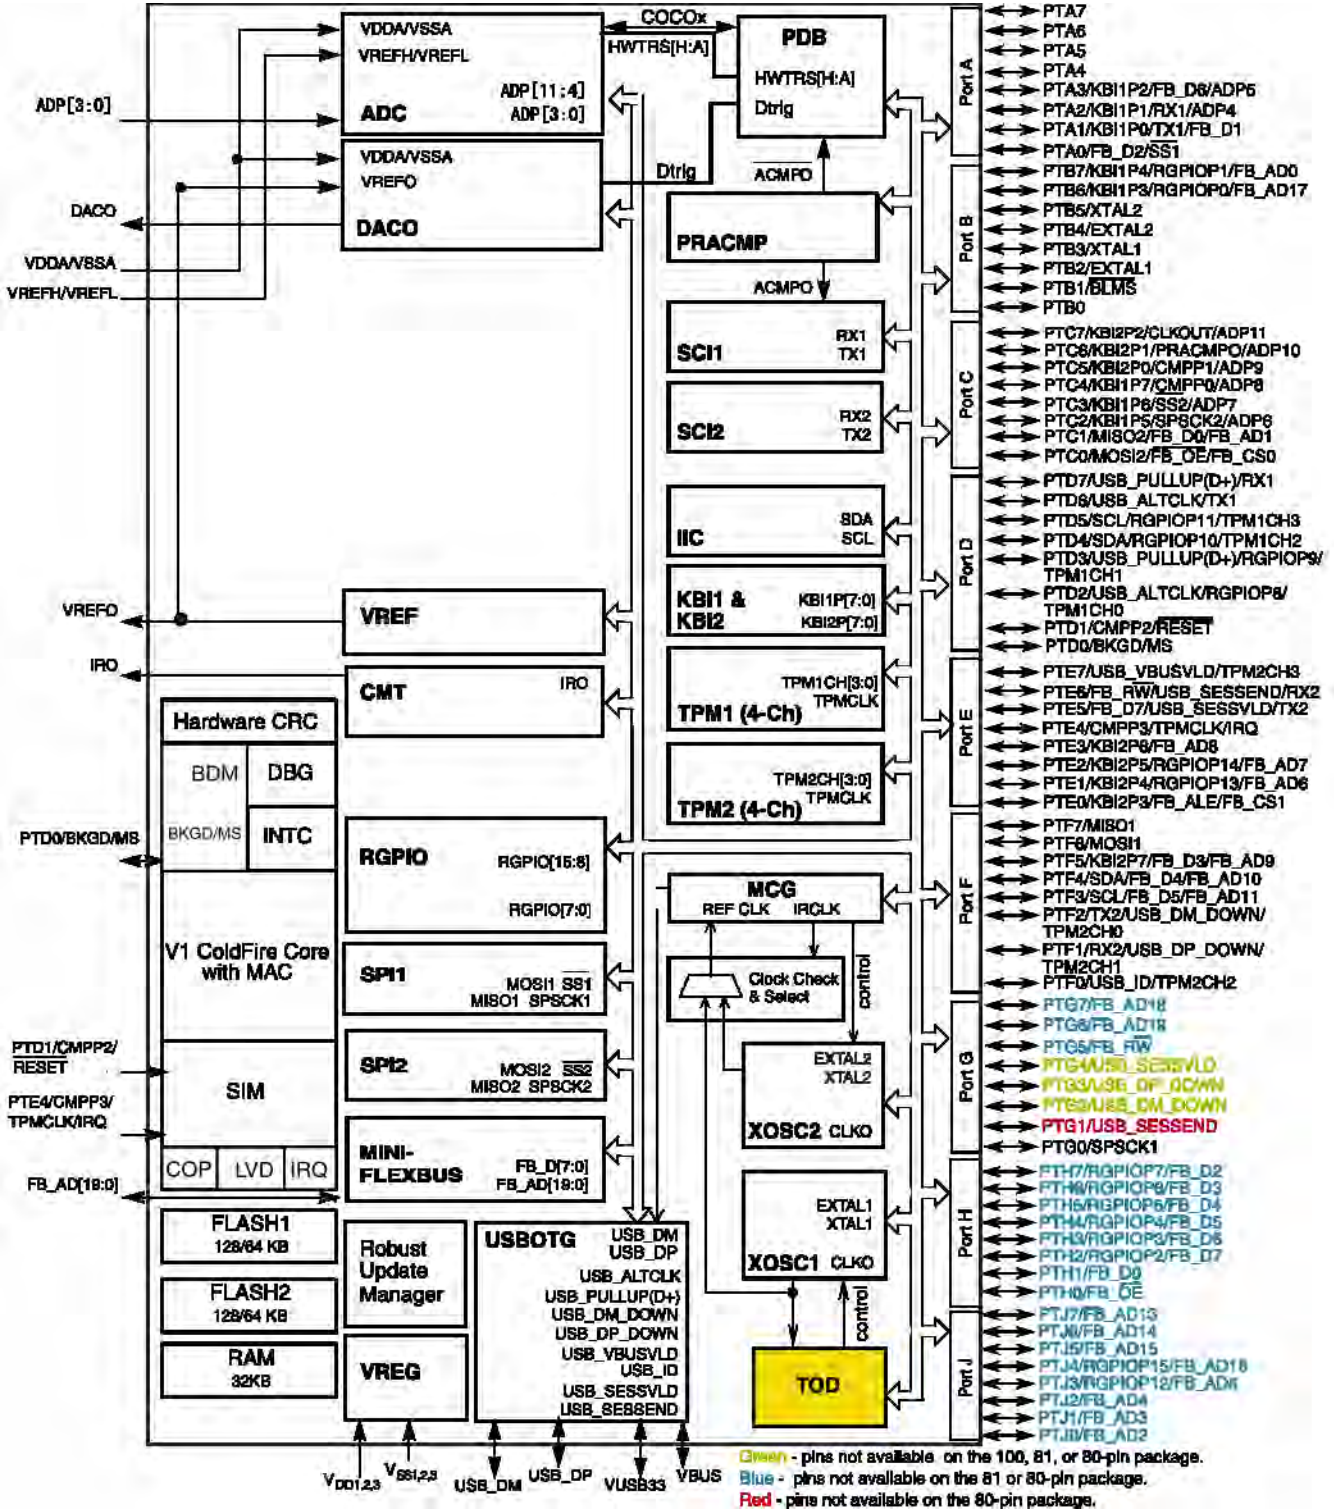 VDDA/VSSA
VREFH/VREFL
ADP[11:4]
ADP[3:0]
ADC
COCOx
HWTRS[H:A]
PDB
HWTRS[H:A]
Dtrig
ADP[3:0]
VDDA/VSSA
VREFO
DACO
Dtrig
DACO
VDDA/VSSA
VREFH/VREFL
ACMPO
PRACMP
ACMPO
SCI1
RX1
TX1
SCI2
RX2
TX2
IIC
SDA
SCL
KBI1 &
KBI2
KBI1P[7:0]
KBI2P[7:0]
TPM1CH[3:0]
TPMCLK
TPM1 (4-Ch)
TPM2CH[3:0]
TPMCLK
TPM2 (4-Ch)
VREFO
VREF
IRO
CMT
IRO
Hardware CRC
BDM
DBG
BKGD/MS
INTC
PTD0/BKGD/MS
V1 ColdFire Core
with MAC
PTD1/CMPP2/
RESET
SIM
PTE4/CMPP3/
TPMCLK/IRQ
COP
LVD
IRQ
FB_AD[19:0]
RGPIO
RGPIO[15:8]
RGPIO[7:0]
SPI1
MOSI1 SS1
MISO1 SPSCK1
SPI2
MOSI2 SS2
MISO2 SPSCK2
MINI-
FLEXBUS
FB_D[7:0]
FB_AD[19:0]
MCG
REF CLK
IRCLK
Clock Check
& Select
control
EXTAL2
XTAL2
XOSC2
CLKO
EXTAL1
XTAL1
XOSC1
CLKO
control
TOD
FLASH1
128/64 KB
FLASH2
128/64 KB
RAM
32KB
Robust
Update
Manager
VREG
USBOTG
USB_DM
USB_DP
USB_ALTCLK
USB_PULLUP(D+)
USB_DM_DOWN
USB_DP_DOWN
USB_VBUSVLD
USB_ID
USB_SESSVLD
USB_SESSEND
VDD1,2,3
VSS1,2,3
USB_DM
USB_DP
VUSB33
VBUS
Port A
PTA7
PTA6
PTA5
PTA4
PTA3/KBI1P2/FB_D6/ADP5
PTA2/KBI1P1/RX1/ADP4
PTA1/KBI1P0/TX1/FB_D1
PTA0/FB_D2/SS1
Port B
PTB7/KBI1P4/RGPIOP1/FB_AD0
PTB6/KBI1P3/RGPIOP0/FB_AD17
PTB5/XTAL2
PTB4/EXTAL2
PTB3/XTAL1
PTB2/EXTAL1
PTB1/BLMS
PTB0
Port C
PTC7/KBI2P2/CLKOUT/ADP11
PTC6/KBI2P1/PRACMPO/ADP10
PTC5/KBI2P0/CMPP1/ADP9
PTC4/KBI1P7/CMPP0/ADP8
PTC3/KBI1P6/SS2/ADP7
PTC2/KBI1P5/SPSCK2/ADP6
PTC1/MISO2/FB_D0/FB_AD1
PTC0/MOSI2/FB_OE/FB_CS0
Port D
PTD7/USB_PULLUP(D+)/RX1
PTD6/USB_ALTCLK/TX1
PTD5/SCL/RGPIOP11/TPM1CH3
PTD4/SDA/RGPIOP10/TPM1CH2
PTD3/USB_PULLUP(D+)/RGPIOP9/
TPM1CH1
PTD2/USB_ALTCLK/RGPIOP8/
TPM1CH0
PTD1/CMPP2/RESET
PTD0/BKGD/MS
Port E
PTE7/USB_VBUSVLD/TPM2CH3
PTE6/FB_RW/USB_SESSEND/RX2
PTE5/FB_D7/USB_SESSVLD/TX2
PTE4/CMPP3/TPMCLK/IRQ
PTE3/KBI2P6/FB_AD8
PTE2/KBI2P5/RGPIOP14/FB_AD7
PTE1/KBI2P4/RGPIOP13/FB_AD6
PTE0/KBI2P3/FB_ALE/FB_CS1
Port F
PTF7/MISO1
PTF6/MOSI1
PTF5/KBI2P7/FB_D3/FB_AD9
PTF4/SDA/FB_D4/FB_AD10
PTF3/SCL/FB_D5/FB_AD11
PTF2/TX2/USB_DM_DOWN/
TPM2CH0
PTF1/RX2/USB_DP_DOWN/
TPM2CH1
PTF0/USB_ID/TPM2CH2
Port G
PTG7/FB_AD18
PTG6/FB_AD19
PTG5/FB_RW
PTG4/USB_SESSVLD
PTG3/USB_DP_DOWN
PTG2/USB_DM_DOWN
PTG1/USB_SESSEND
PTG0/SPSCK1
Port H
PTH7/RGPIOP7/FB_D2
PTH6/RGPIOP6/FB_D3
PTH5/RGPIOP5/FB_D4
PTH4/RGPIOP4/FB_D5
PTH3/RGPIOP3/FB_D6
PTH2/RGPIOP2/FB_D7
PTH1/FB_D0
PTH0/FB_OE
Port J
PTJ7/FB_AD13
PTJ6/FB_AD14
PTJ5/FB_AD15
PTJ4/RGPIOP15/FB_AD16
PTJ3/RGPIOP12/FB_AD5
PTJ2/FB_AD4
PTJ1/FB_AD3
PTJ0/FB_AD2
Green - pins not available on the 100, 81, or 80-pin package.
Blue - pins not available on the 81 or 80-pin package.
Red - pins not available on the 80-pin package.